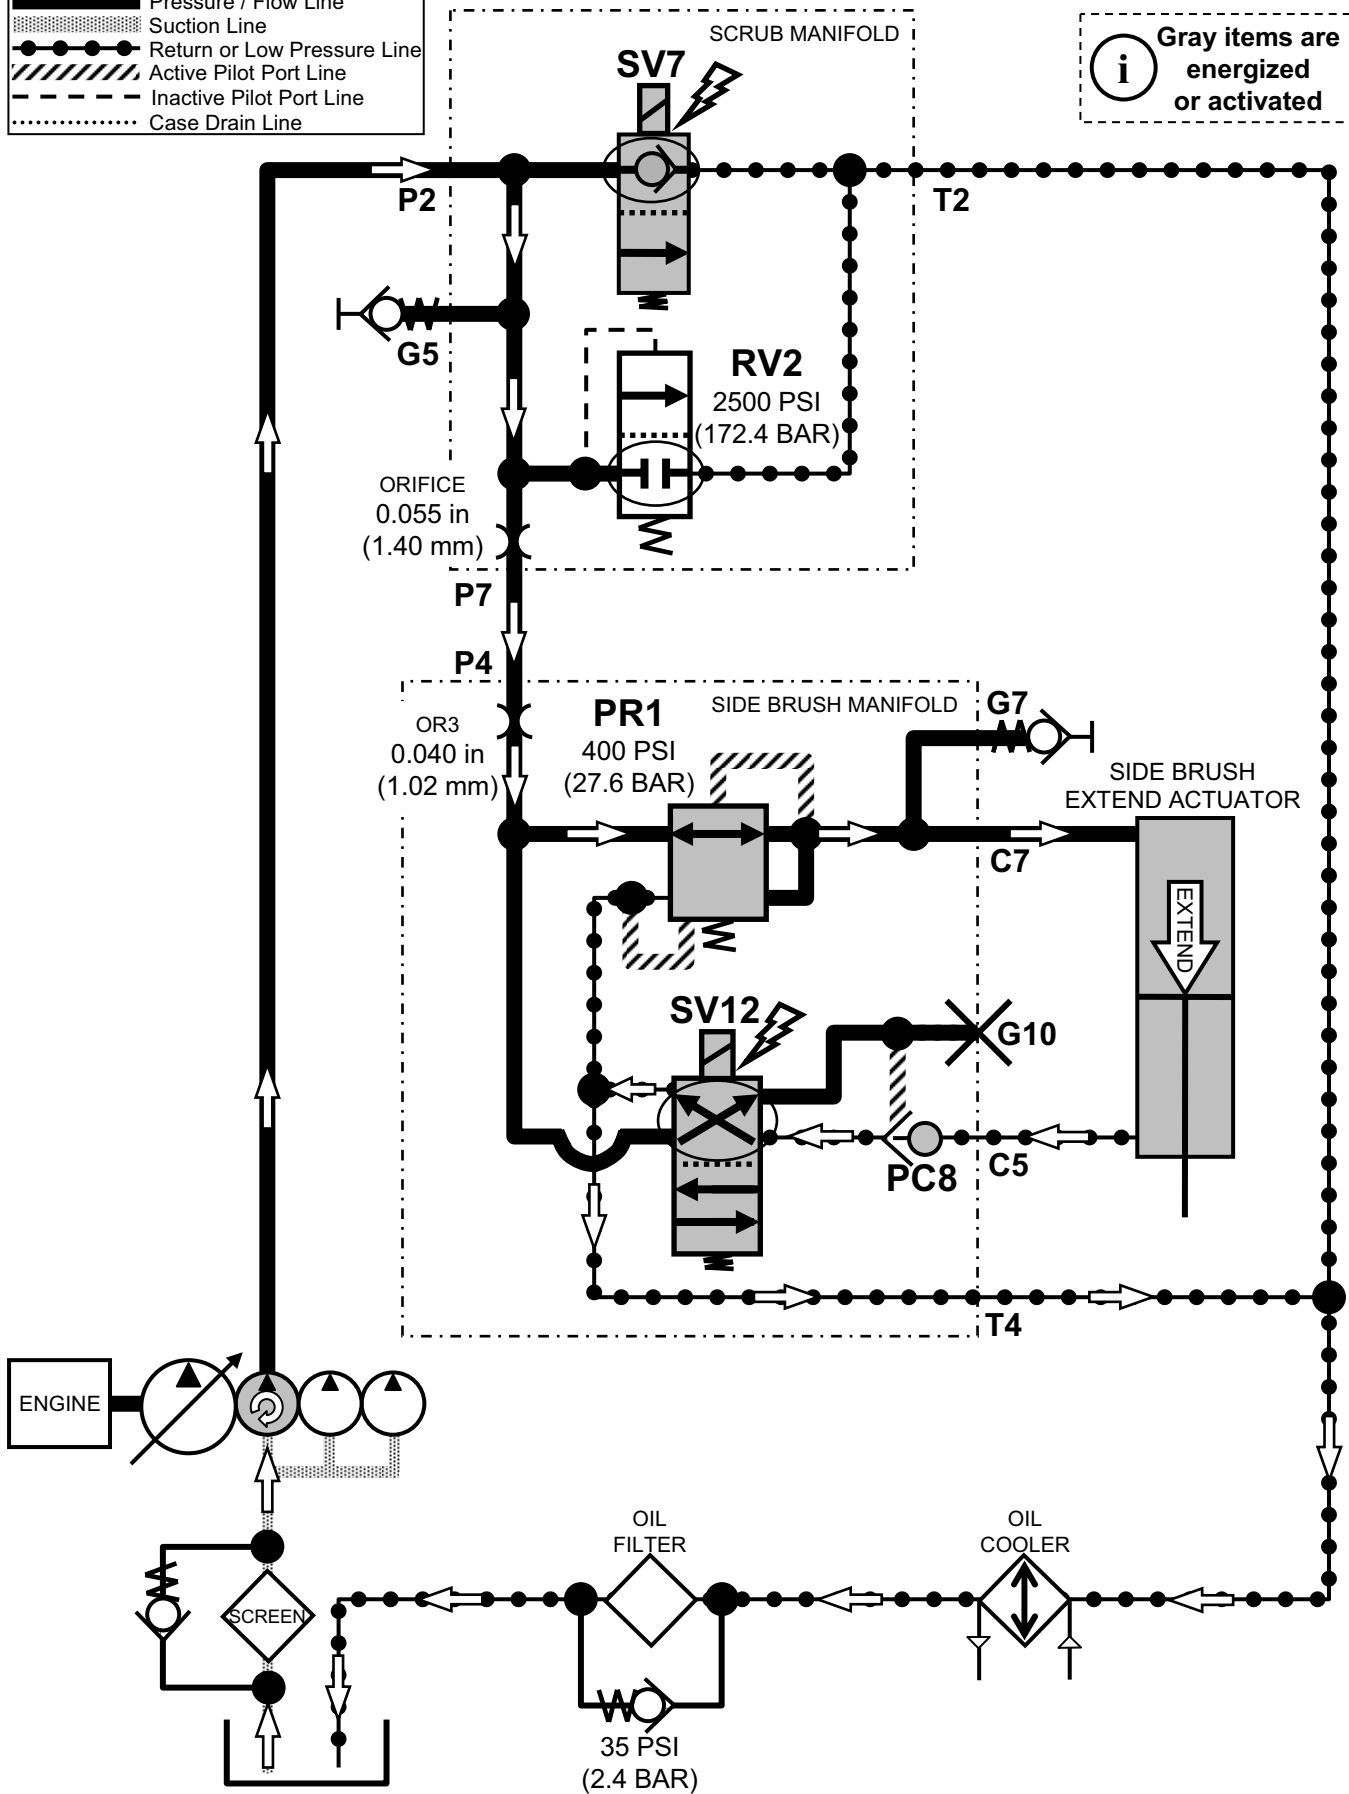 Pressure / Flow Line
Suction Line
Return or Low Pressure Line
Active Pilot Port Line
Inactive Pilot Port Line
Case Drain Line
SCRUB MANIFOLD
i
Gray items are
energized
or activated
SV7
P2
T2
G5
RV2
2500 PSI
(172.4 BAR)
ORIFICE
0.055 in
(1.40 mm)
P7
P4
SIDE BRUSH MANIFOLD
OR3
0.040 in
(1.02 mm)
PR1
400 PSI
(27.6 BAR)
G7
SIDE BRUSH
EXTEND ACTUATOR
C7
EXTEND
SV12
G10
PC8
C5
T4
ENGINE
SCREEN
OIL
FILTER
OIL
COOLER
35 PSI
(2.4 BAR)